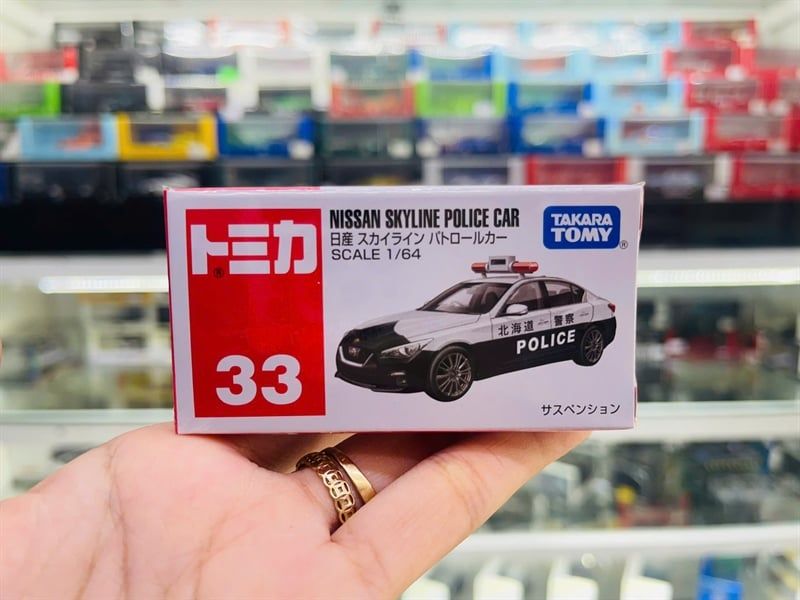 トミカ®
33
NISSAN SKYLINE POLICE CAR
日産 スカイライン パトロールカー
SCALE 1/64
TAKARA
TOMY®
北海道 警察
POLICE
サスペンション